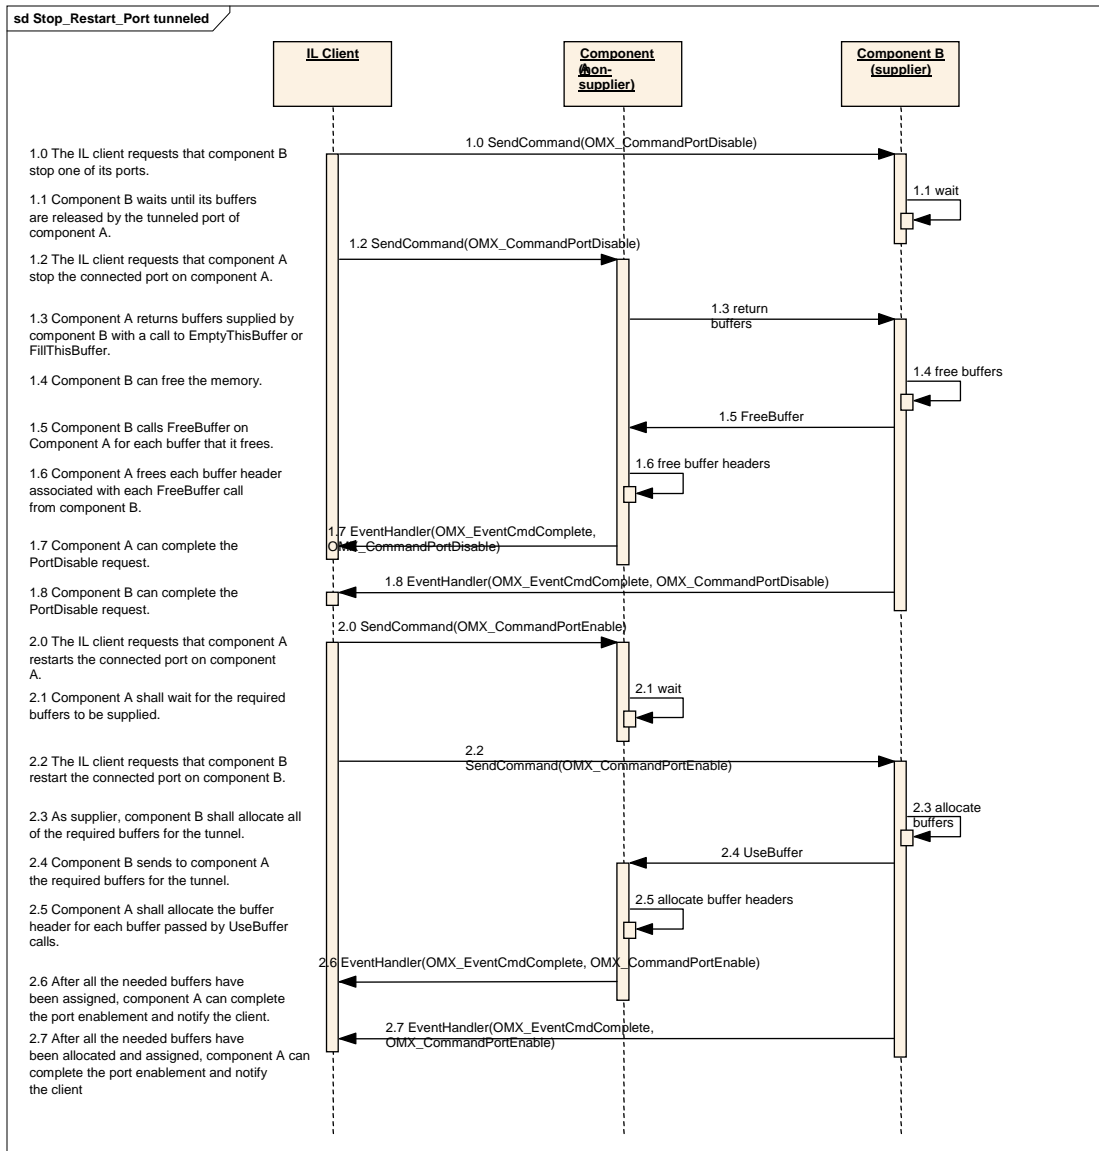 sd Stop_Restart_Port tunneled
IL Client
Component
A
(non-
supplier)
Component B
(supplier)
1.0 The IL client requests that component B
stop one of its ports.
1.0 SendCommand(OMX_CommandPortDisable)
1.1 Component B waits until its buffers
are released by the tunneled port of
component A.
1.1 wait
1.2 The IL client requests that component A
stop the connected port on component A.
1.2 SendCommand(OMX_CommandPortDisable)
1.3 Component A returns buffers supplied by
component B with a call to EmptyThisBuffer or
FillThisBuffer.
1.3 return
buffers
1.4 Component B can free the memory.
1.4 free buffers
1.5 Component B calls FreeBuffer on
Component A for each buffer that it frees.
1.5 FreeBuffer
1.6 Component A frees each buffer header
associated with each FreeBuffer call
from component B.
1.6 free buffer headers
1.7 Component A can complete the
PortDisable request.
1.7 EventHandler(OMX_EventCmdComplete,
OMX_CommandPortDisable)
1.8 Component B can complete the
PortDisable request.
1.8 EventHandler(OMX_EventCmdComplete, OMX_CommandPortDisable)
2.0 The IL client requests that component A
restarts the connected port on component
A.
2.0 SendCommand(OMX_CommandPortEnable)
2.1 Component A shall wait for the required
buffers to be supplied.
2.1 wait
2.2 The IL client requests that component B
restart the connected port on component B.
2.2
SendCommand(OMX_CommandPortEnable)
2.3 As supplier, component B shall allocate all
of the required buffers for the tunnel.
2.3 allocate
buffers
2.4 Component B sends to component A
the required buffers for the tunnel.
2.4 UseBuffer
2.5 Component A shall allocate the buffer
header for each buffer passed by UseBuffer
calls.
2.5 allocate buffer headers
2.6 After all the needed buffers have
been assigned, component A can complete
the port enablement and notify the client.
2.6 EventHandler(OMX_EventCmdComplete, OMX_CommandPortEnable)
2.7 After all the needed buffers have
been allocated and assigned, component A can
complete the port enablement and notify
the client
2.7 EventHandler(OMX_EventCmdComplete,
OMX_CommandPortEnable)